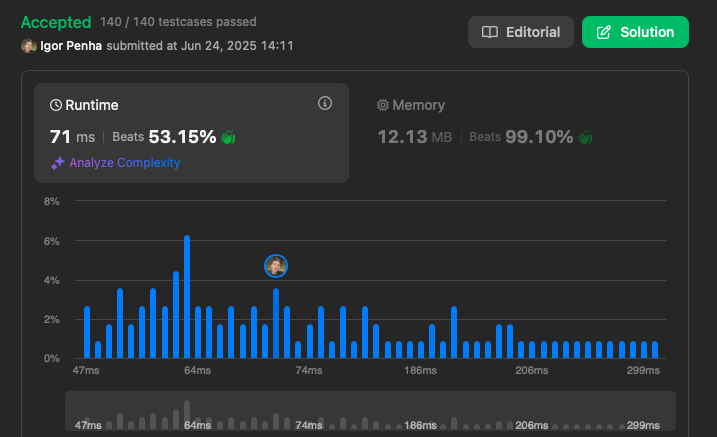 Accepted 140 / 140 testcases passed
Igor Penha submitted at Jun 24, 2025 14:11
Editorial
Solution
Runtime
71 ms | Beats 53.15%
Analyze Complexity
Memory
12.13 MB | Beats 99.10%
8%
6%
4%
2%
0%
47ms 64ms 74ms 186ms 206ms 299ms
47ms 64ms 74ms 186ms 206ms 299ms